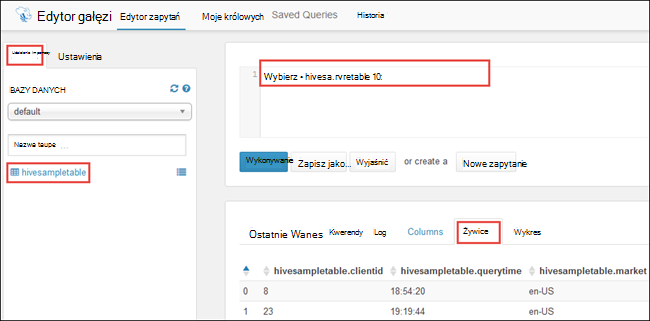 Edytor gałęzi Edytor zapytań Moje królowych Saved Queries Historia
Ustawienia
BAZY DANYCH
default
Nazwa taupe ...
hivesampletable
1 Wybierz • hivesa.rvretable 10:
Wykonywanie Zapisz jako... Wyjaśnić or create a Nowe zapytanie
Ostatnie Wanes Kwerendy Log Columns Żywice Wykres
hivesampletable.clientid hivesampletable.querytime hivesampletable.market
0 8 18:54:20 en-US
1 23 19:19:44 en-US